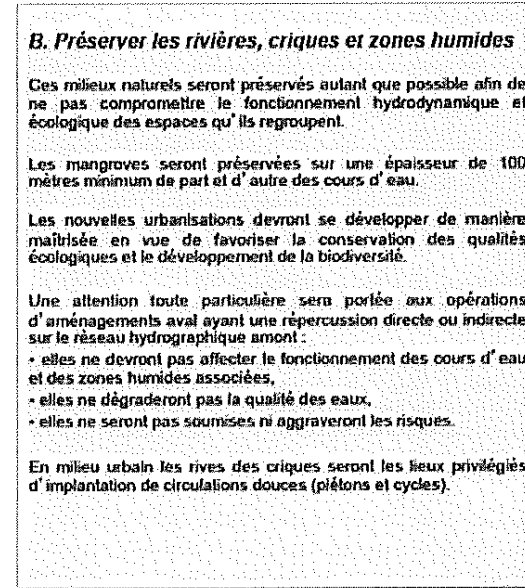 B. Préserver les rivières, criques et zones humides
Ces milieux naturels seront préservés autant que possible afin de
ne pas compromettre le fonctionnement hydrodynamique et
écologique des espaces qu'ils regroupent.
Les mangroves seront préservées sur une épaisseur de 100
mètres minimum de part et d'autre des cours d'eau.
Les nouvelles urbanisations devront se développer de manière
maîtrisée en vue de favoriser la conservation des qualités
écologiques et le développement de la biodiversité.
Une attention toute particulière sera portée aux opérations
d'aménagements aval ayant une répercussion directe ou indirecte
sur le réseau hydrographique amont :
• elles ne devront pas affecter le fonctionnement des cours d'eau
et des zones humides associées,
• elles ne dégraderont pas la qualité des eaux,
• elles ne seront pas soumises ni aggraveront les risques.
En milieu urbain les rives des criques seront les lieux privilégiés
d'implantation de circulations douces (piétons et cycles).